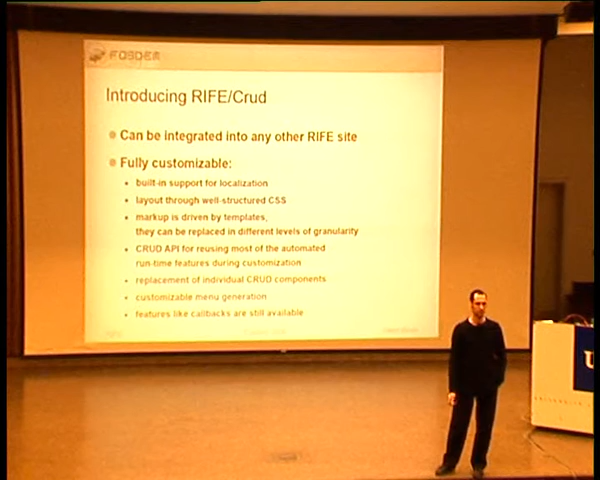 FOSDEM
Introducing RIFE/Crud
Can be integrated into any other RIFE site
Fully customizable:
built-in support for localization
layout through well-structured CSS
markup is driven by templates,
they can be replaced in different levels of granularity
CRUD API for reusing most of the automated
run-time features during customization
replacement of individual CRUD components
customizable menu generation
features like callbacks are still available
U